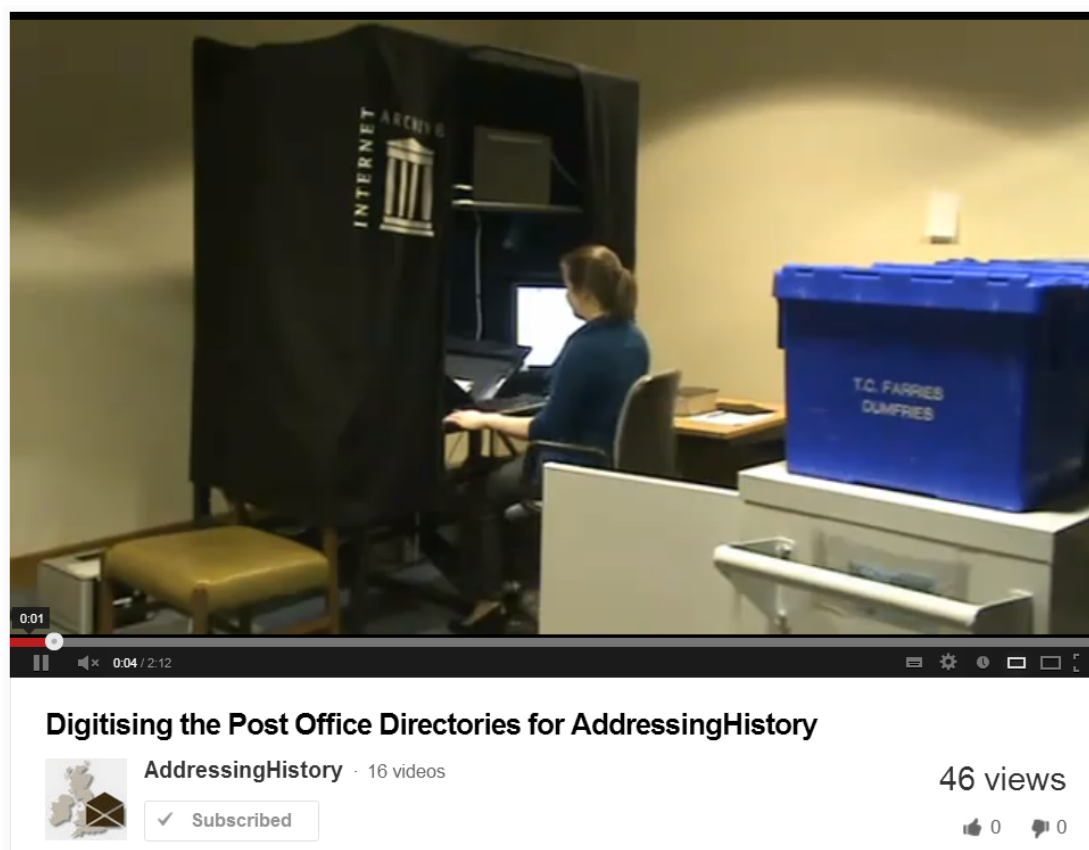 INTERNET
ARCHIVE
T.C. FARRIES
DUMFRIES
0:01
0:04 / 2:12
Digitising the Post Office Directories for AddressingHistory
AddressingHistory · 16 videos
46 views
Subscribed
0 0